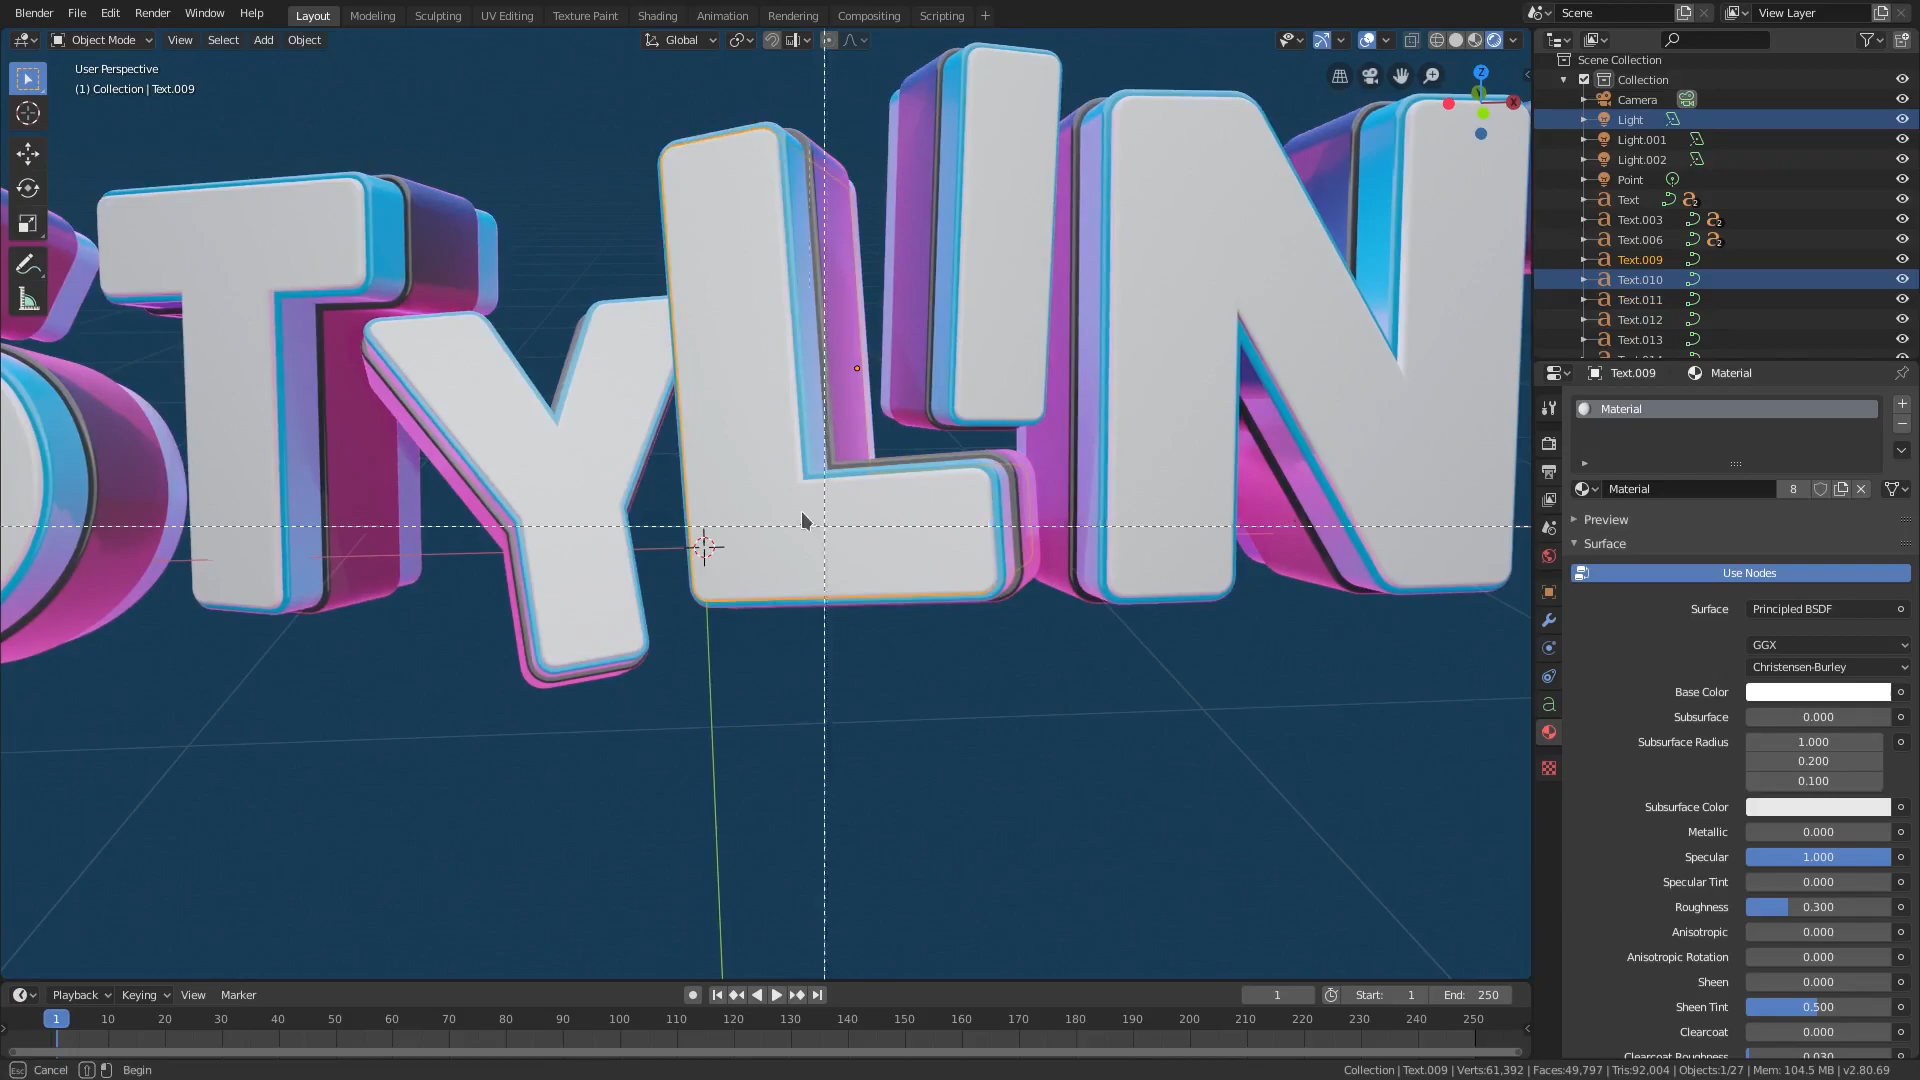 Blender File Edit Render Window Help Layout Modeling Sculpting UV Editing Texture Paint Shading Animation Rendering Compositing Scripting + Scene View Layer
Object Mode View Select Add Object Global
User Perspective
(1) Collection | Text.009
Z
X
TYLIN
Scene Collection
Collection
Camera
Light
Light.001
Light.002
Point
Text
Text.003
Text.006
Text.009
Text.010
Text.011
Text.012
Text.013
Text.009 Material
Material
Material 8
Preview
Surface
Use Nodes
Surface Principled BSDF
GGX
Christensen-Burley
Base Color
Subsurface 0.000
Subsurface Radius 1.000
0.200
0.100
Subsurface Color
Metallic 0.000
Specular 1.000
Specular Tint 0.000
Roughness 0.300
Anisotropic 0.000
Anisotropic Rotation 0.000
Sheen 0.000
Sheen Tint 0.500
Clearcoat 0.000
Clearcoat Roughness 0.030
Playback Keying View Marker 1 Start: 1 End: 250
1 10 20 30 40 50 60 70 80 90 100 110 120 130 140 150 160 170 180 190 200 210 220 230 240 250
Esc Cancel Begin Collection | Text.009 | Verts:61,392 | Faces:49,797 | Tris:92,004 | Objects:1/27 | Mem: 104.5 MB | v2.80.69